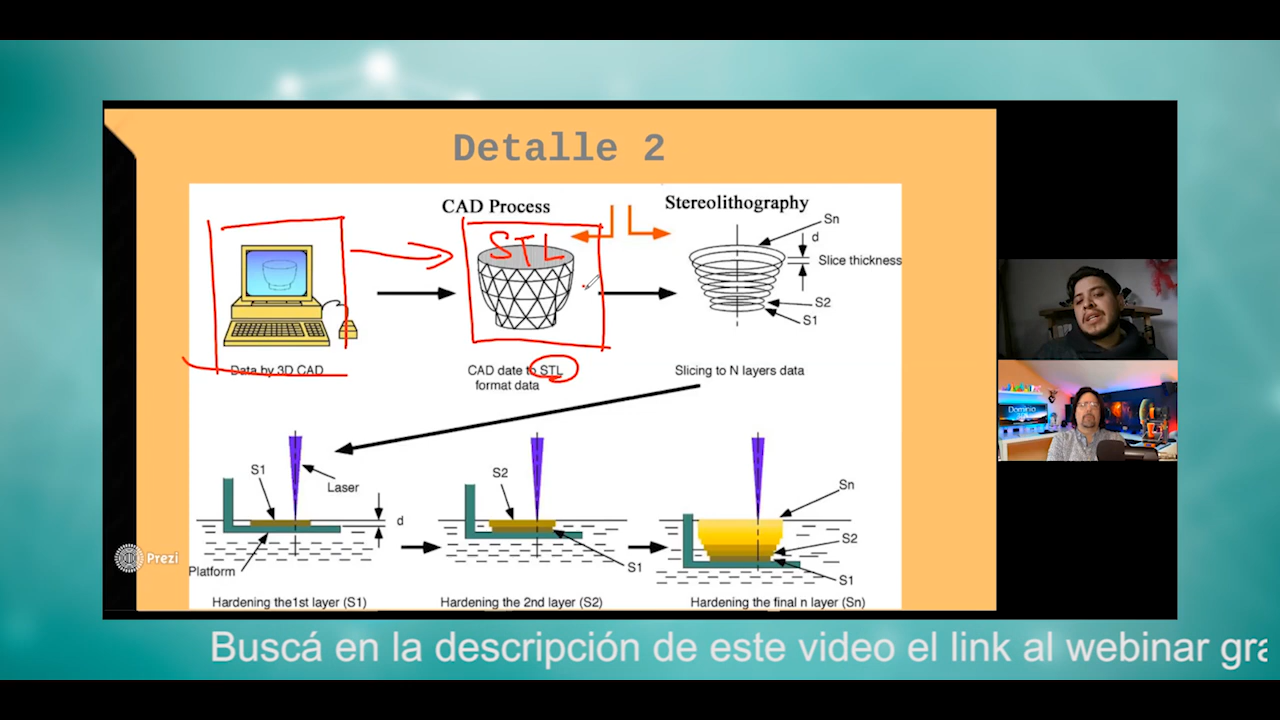 Detalle 2
CAD Process
Stereolithography
STL
Sn
d
Slice thickness
S2
S1
Data by 3D CAD
CAD date to STL
format data
Slicing to N layers data
S1
Laser
d
Platform
Hardening the1st layer (S1)
S2
S1
Hardening the 2nd layer (S2)
Sn
S2
S1
Hardening the final n layer (Sn)
Prezi
Dominio
Buscá en la descripción de este video el link al webinar gra